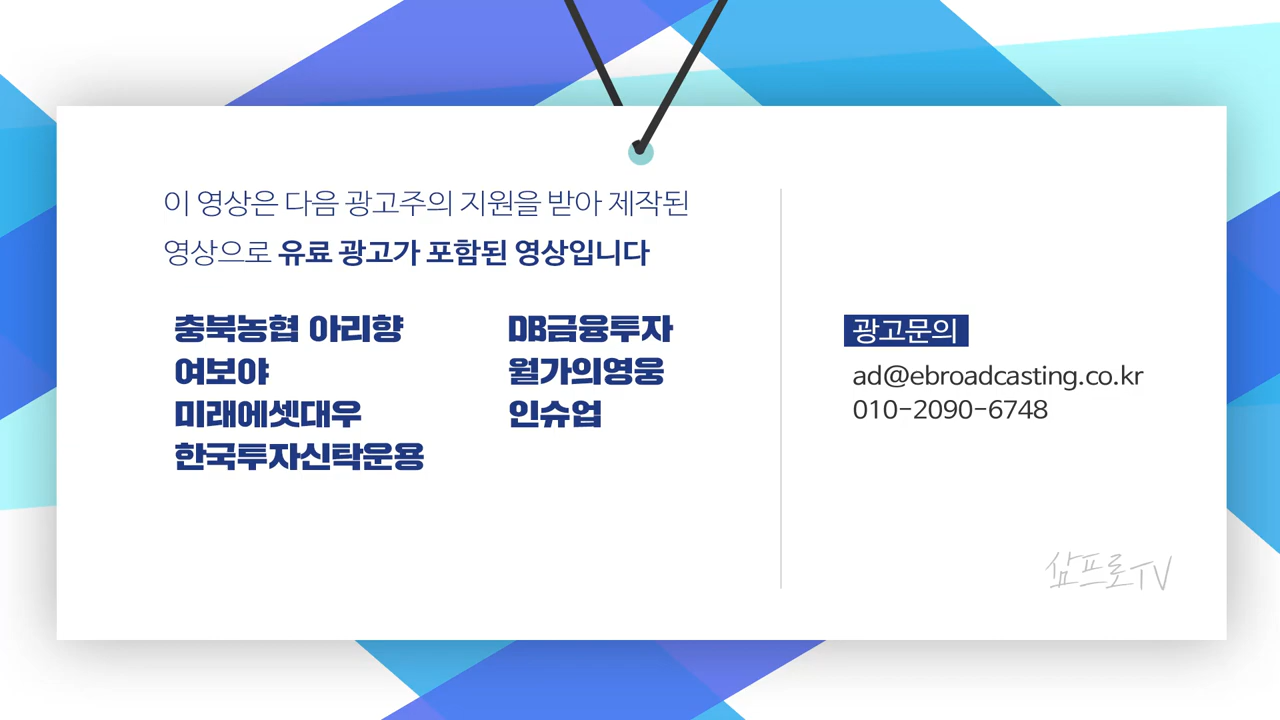 이 영상은 다음 광고주의 지원을 받아 제작된
영상으로 유료 광고가 포함된 영상입니다
충북농협 아리향
여보야
미래에셋대우
한국투자신탁운용
DB금융투자
월가의영웅
인슈업
광고문의
ad@ebroadcasting.co.kr
010-2090-6748
삼프로TV